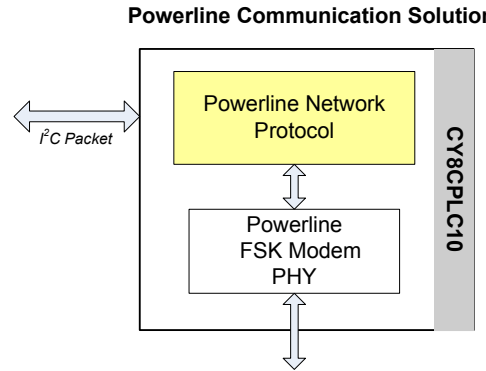 Powerline Communication Solution
Powerline Network
Protocol
I²C Packet
CY8CPLC10
Powerline
FSK Modem
PHY